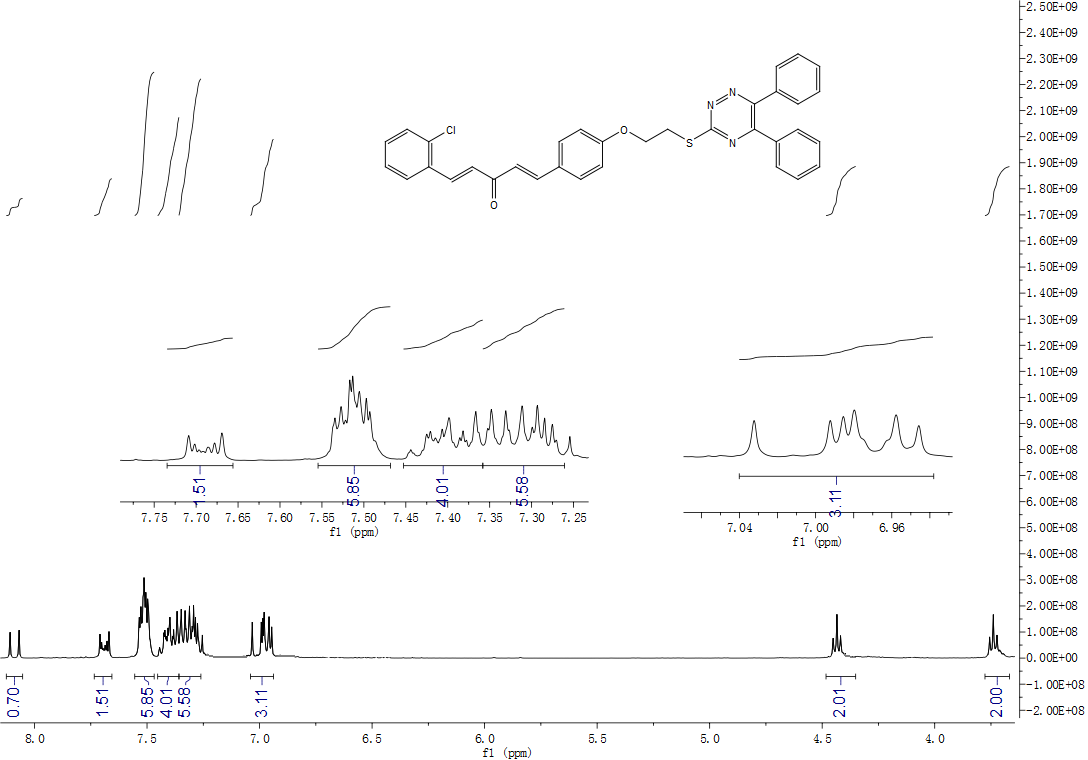 2.50E+09
2.40E+09
2.30E+09
2.20E+09
2.10E+09
2.00E+09
1.90E+09
1.80E+09
1.70E+09
1.60E+09
1.50E+09
1.40E+09
1.30E+09
1.20E+09
1.10E+09
1.00E+09
9.00E+08
8.00E+08
7.00E+08
6.00E+08
5.00E+08
4.00E+08
3.00E+08
2.00E+08
1.00E+08
0.00E+00
-1.00E+08
-2.00E+08
Cl
O
O
S
N
N
N
1.51 5.85 4.01 5.58
7.75 7.70 7.65 7.60 7.55 7.50 7.45 7.40 7.35 7.30 7.25
f1 (ppm)
3.11
7.04 7.00 6.96
f1 (ppm)
0.70 1.51 5.85 4.01 5.58 3.11 2.01 2.00
8.0 7.5 7.0 6.5 6.0 5.5 5.0 4.5 4.0
f1 (ppm)